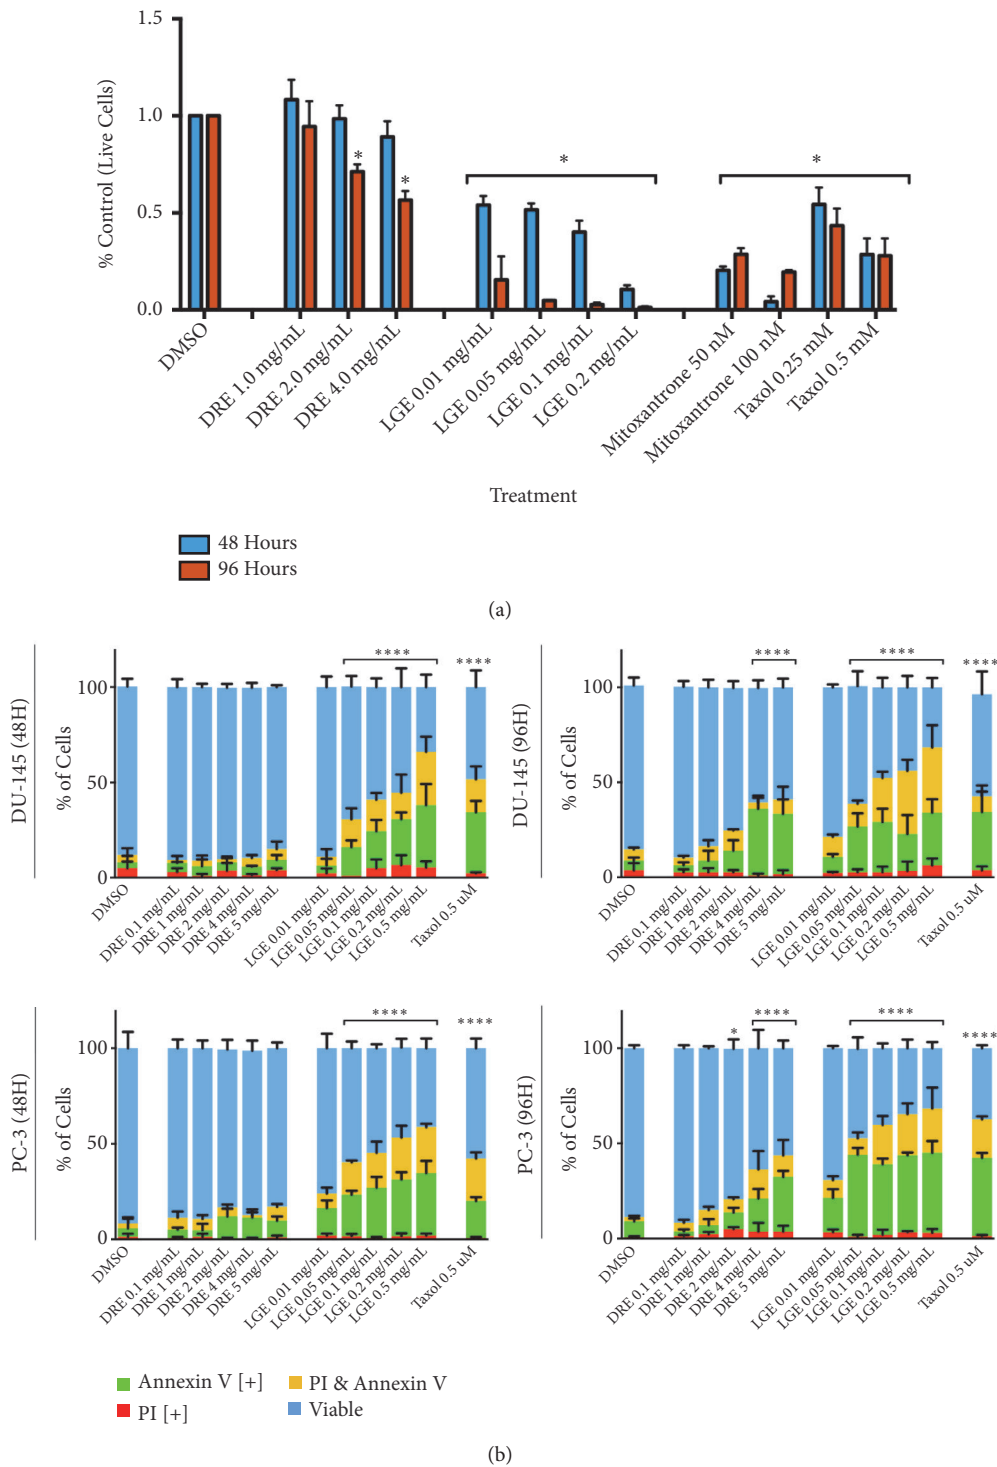 1.5
1.0
0.5
0.0
% Control (Live Cells)
*
*
*
*
DMSO
DRE 1.0 mg/mL
DRE 2.0 mg/mL
DRE 4.0 mg/mL
LGE 0.01 mg/mL
LGE 0.05 mg/mL
LGE 0.1 mg/mL
LGE 0.2 mg/mL
Mitoxantrone 50 nM
Mitoxantrone 100 nM
Taxol 0.25 mM
Taxol 0.5 mM
Treatment
48 Hours
96 Hours
(a)
DU-145 (48H)
% of Cells
100
50
0
****
****
DMSO
DRE 0.1 mg/mL
DRE 1 mg/mL
DRE 2 mg/mL
DRE 4 mg/mL
DRE 5 mg/mL
LGE 0.01 mg/mL
LGE 0.05 mg/mL
LGE 0.1 mg/mL
LGE 0.2 mg/mL
LGE 0.5 mg/mL
Taxol 0.5 uM
DU-145 (96H)
% of Cells
100
50
0
****
****
****
DMSO
DRE 0.1 mg/mL
DRE 1 mg/mL
DRE 2 mg/mL
DRE 4 mg/mL
DRE 5 mg/mL
LGE 0.01 mg/mL
LGE 0.05 mg/mL
LGE 0.1 mg/mL
LGE 0.2 mg/mL
LGE 0.5 mg/mL
Taxol 0.5 uM
PC-3 (48H)
% of Cells
100
50
0
****
****
DMSO
DRE 0.1 mg/mL
DRE 1 mg/mL
DRE 2 mg/mL
DRE 4 mg/mL
DRE 5 mg/mL
LGE 0.01 mg/mL
LGE 0.05 mg/mL
LGE 0.1 mg/mL
LGE 0.2 mg/mL
LGE 0.5 mg/mL
Taxol 0.5 uM
PC-3 (96H)
% of Cells
100
50
0
*
****
****
****
DMSO
DRE 0.1 mg/mL
DRE 1 mg/mL
DRE 2 mg/mL
DRE 4 mg/mL
DRE 5 mg/mL
LGE 0.01 mg/mL
LGE 0.05 mg/mL
LGE 0.1 mg/mL
LGE 0.2 mg/mL
LGE 0.5 mg/mL
Taxol 0.5 uM
Annexin V [+]
PI & Annexin V
PI [+]
Viable
(b)